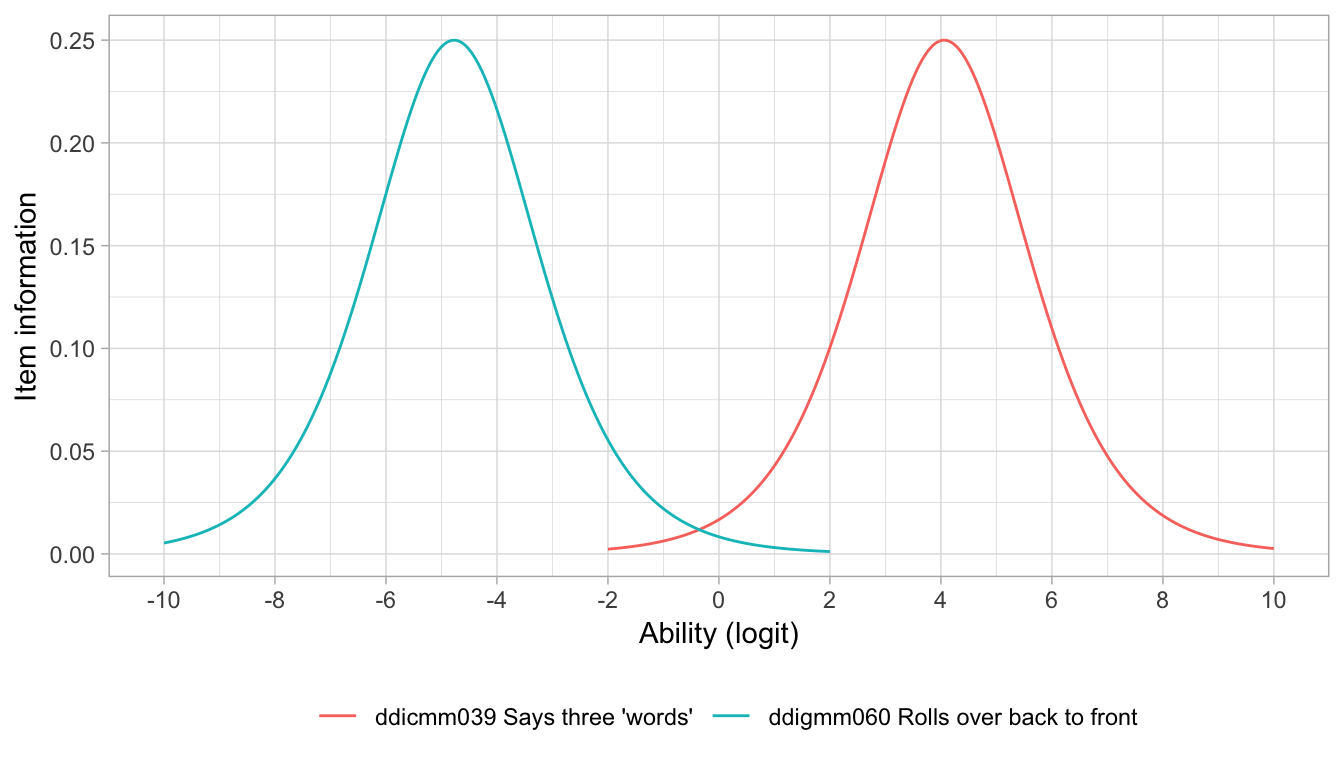 0.25
0.20
0.15
0.10
0.05
0.00
Item information
-10 -8 -6 -4 -2 0 2 4 6 8 10
Ability (logit)
ddicmm039 Says three 'words' ddigmm060 Rolls over back to front